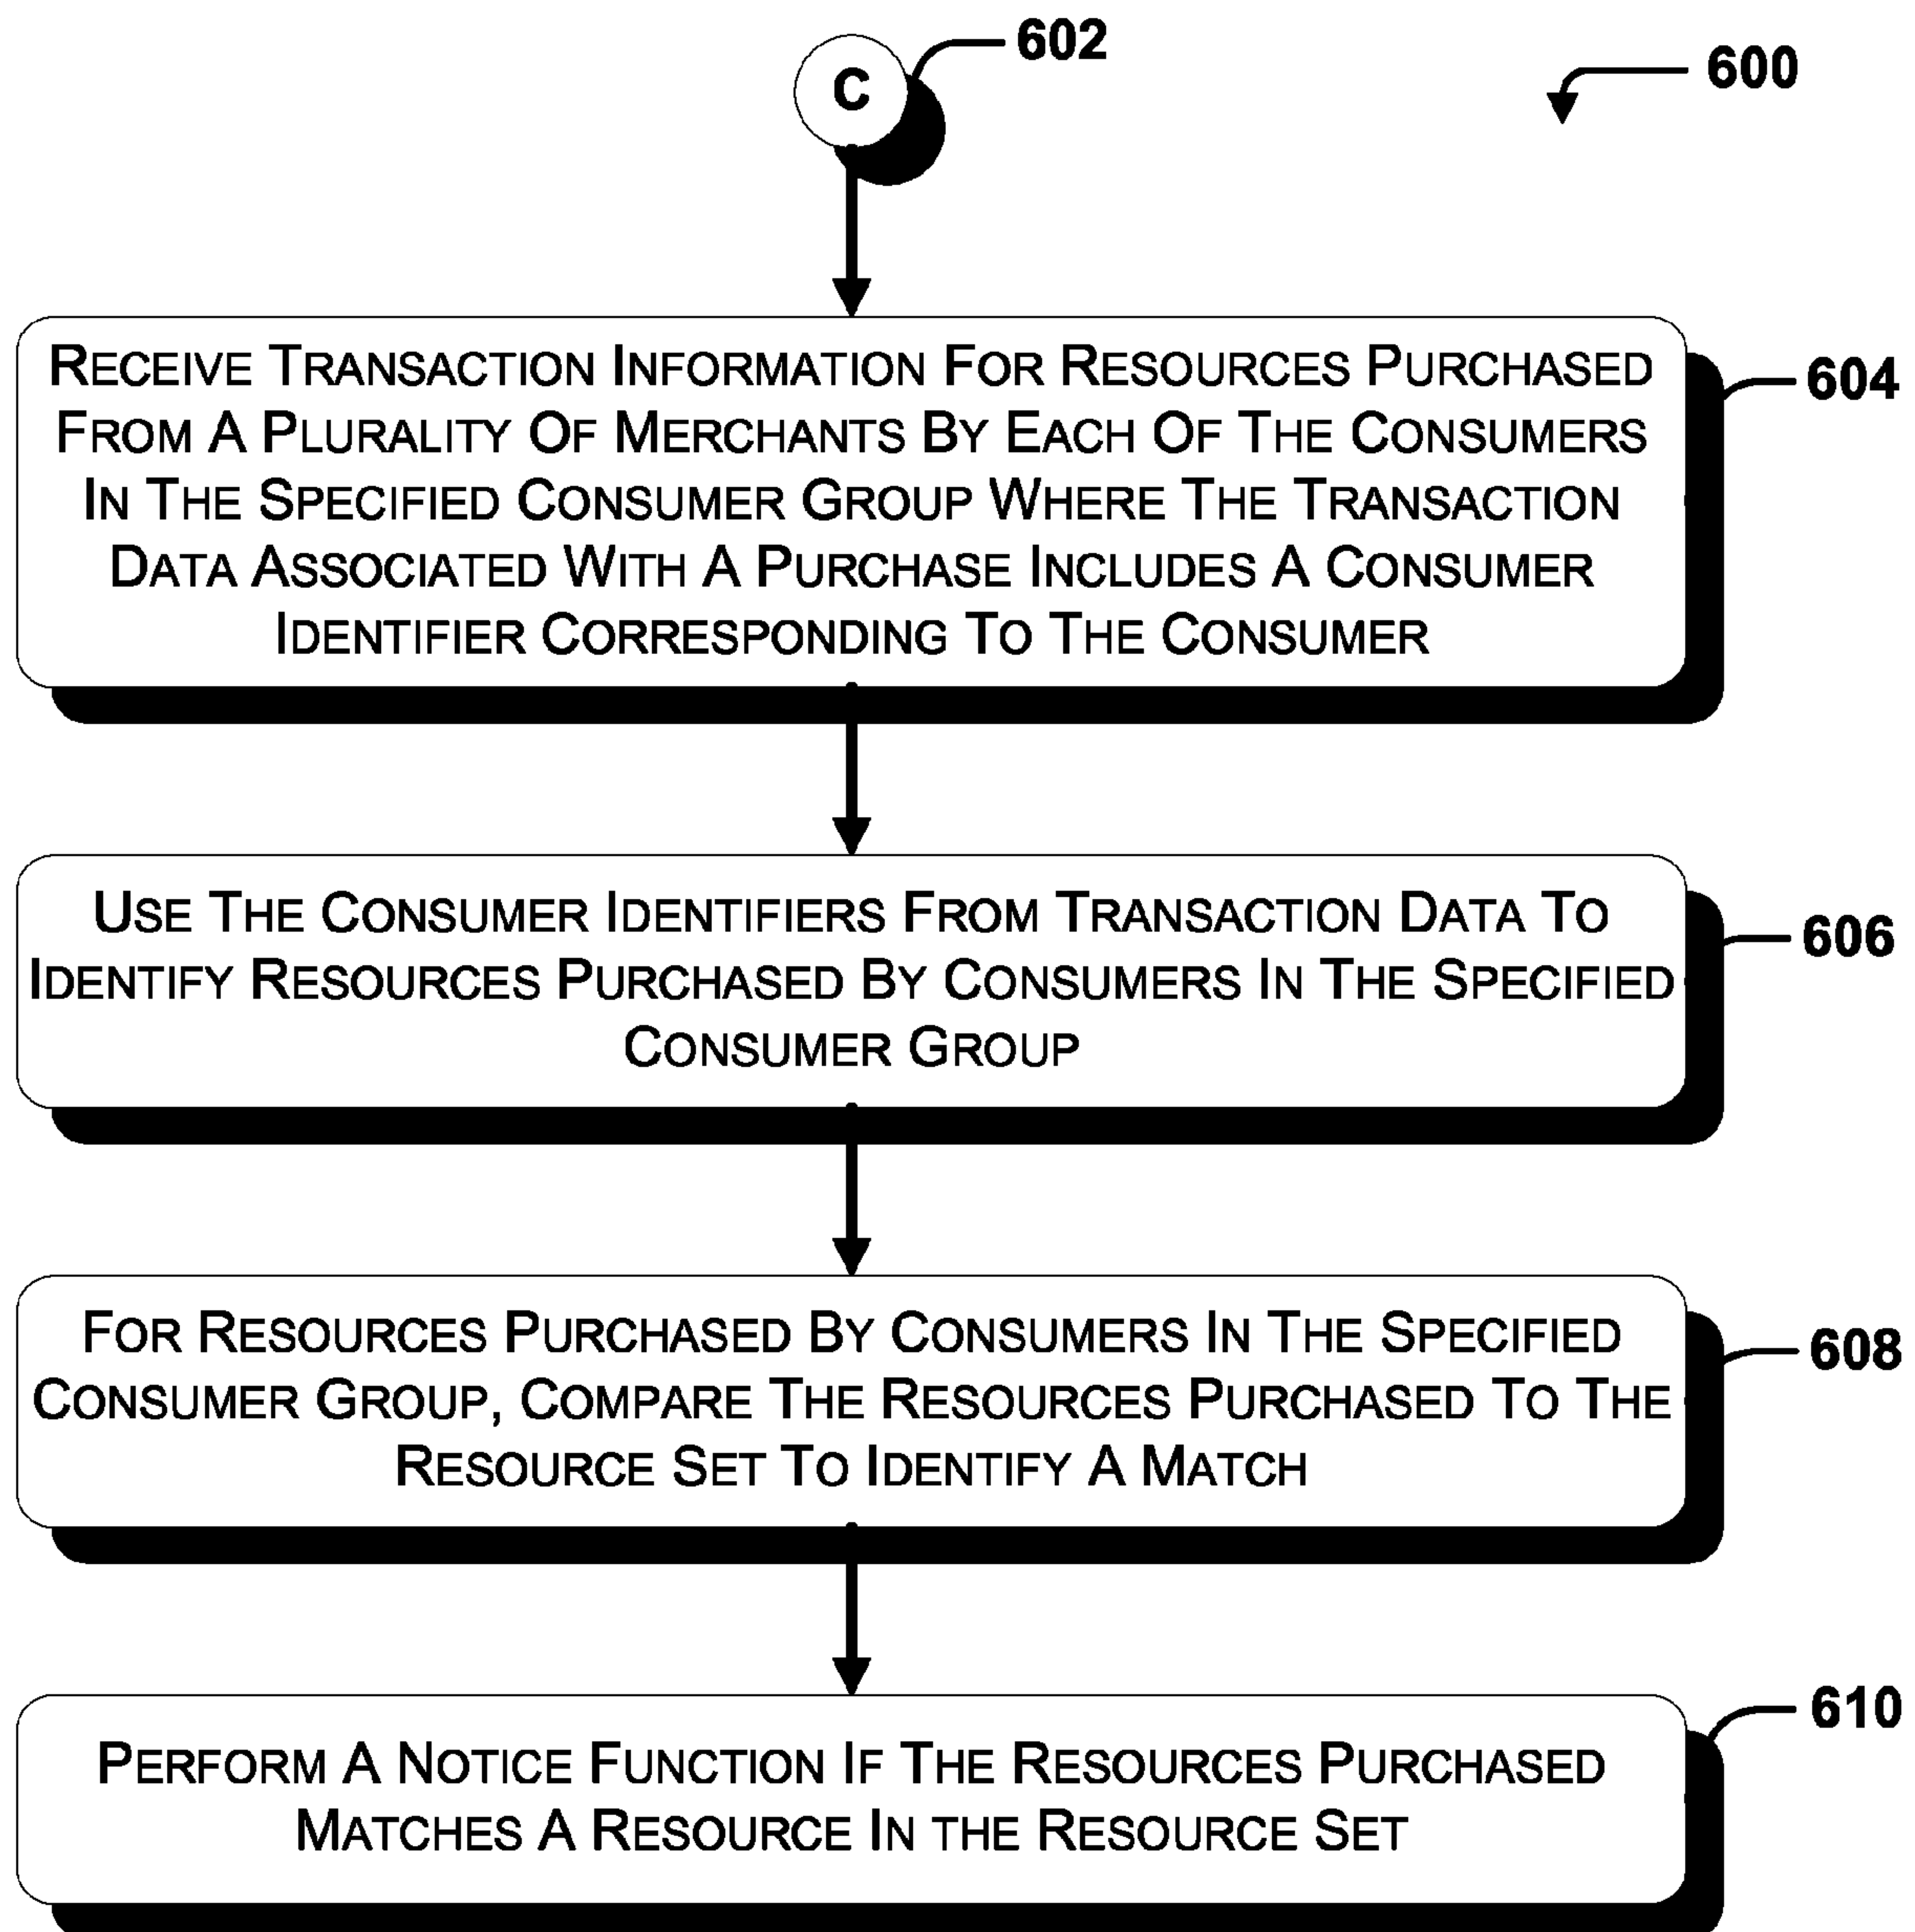 C
602
600
RECEIVE TRANSACTION INFORMATION FOR RESOURCES PURCHASED
FROM A PLURALITY OF MERCHANTS BY EACH OF THE CONSUMERS
IN THE SPECIFIED CONSUMER GROUP WHERE THE TRANSACTION
DATA ASSOCIATED WITH A PURCHASE INCLUDES A CONSUMER
IDENTIFIER CORRESPONDING TO THE CONSUMER
604
USE THE CONSUMER IDENTIFIERS FROM TRANSACTION DATA TO
IDENTIFY RESOURCES PURCHASED BY CONSUMERS IN THE SPECIFIED
CONSUMER GROUP
606
FOR RESOURCES PURCHASED BY CONSUMERS IN THE SPECIFIED
CONSUMER GROUP, COMPARE THE RESOURCES PURCHASED TO THE
RESOURCE SET TO IDENTIFY A MATCH
608
PERFORM A NOTICE FUNCTION IF THE RESOURCES PURCHASED
MATCHES A RESOURCE IN THE RESOURCE SET
610